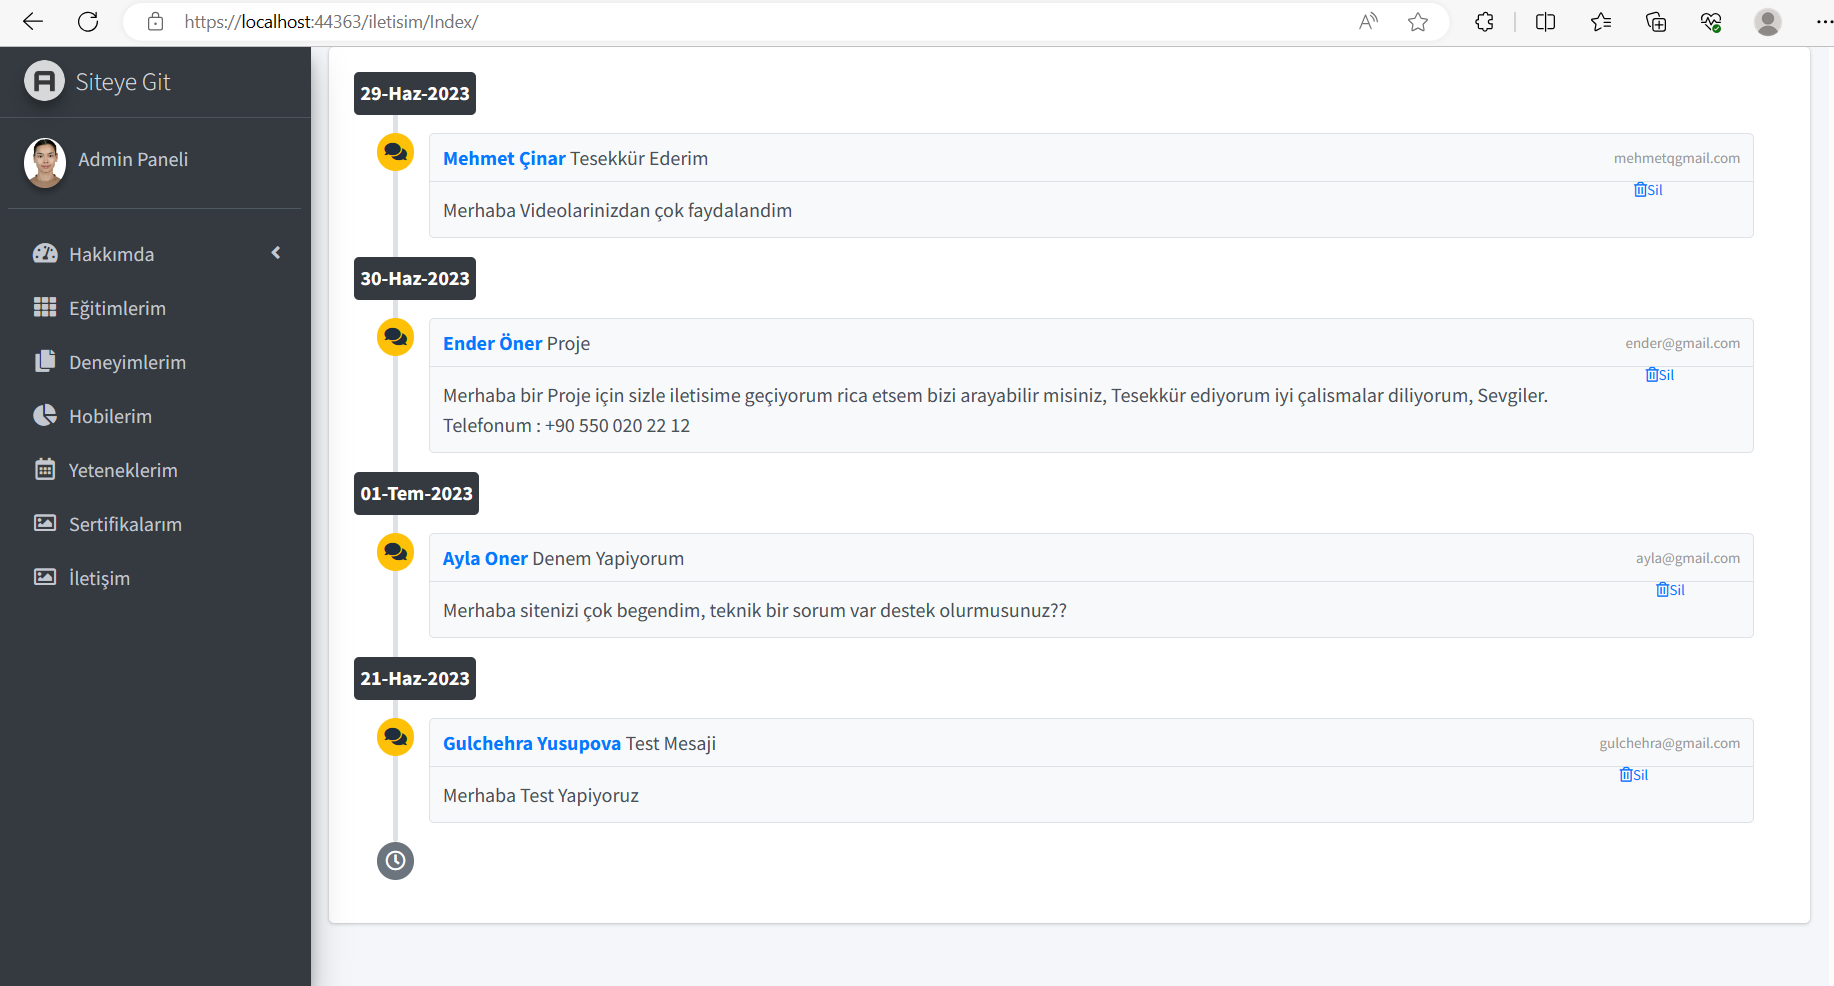 https://localhost:44363/iletisim/Index/
Siteye Git
Admin Paneli
Hakkımda
Eğitimlerim
Deneyimlerim
Hobilerim
Yeteneklerim
Sertifikalarım
İletişim
29-Haz-2023
Mehmet Çinar Tesekkür Ederim
mehmetqgmail.com
Sil
Merhaba Videolarinizdan çok faydalandim
30-Haz-2023
Ender Öner Proje
ender@gmail.com
Sil
Merhaba bir Proje için sizle iletisime geçiyorum rica etsem bizi arayabilir misiniz, Tesekkür ediyorum iyi çalismalar diliyorum, Sevgiler.
Telefonum : +90 550 020 22 12
01-Tem-2023
Ayla Oner Denem Yapiyorum
ayla@gmail.com
Sil
Merhaba sitenizi çok begendim, teknik bir sorum var destek olurmusunuz??
21-Haz-2023
Gulchehra Yusupova Test Mesaji
gulchehra@gmail.com
Sil
Merhaba Test Yapiyoruz